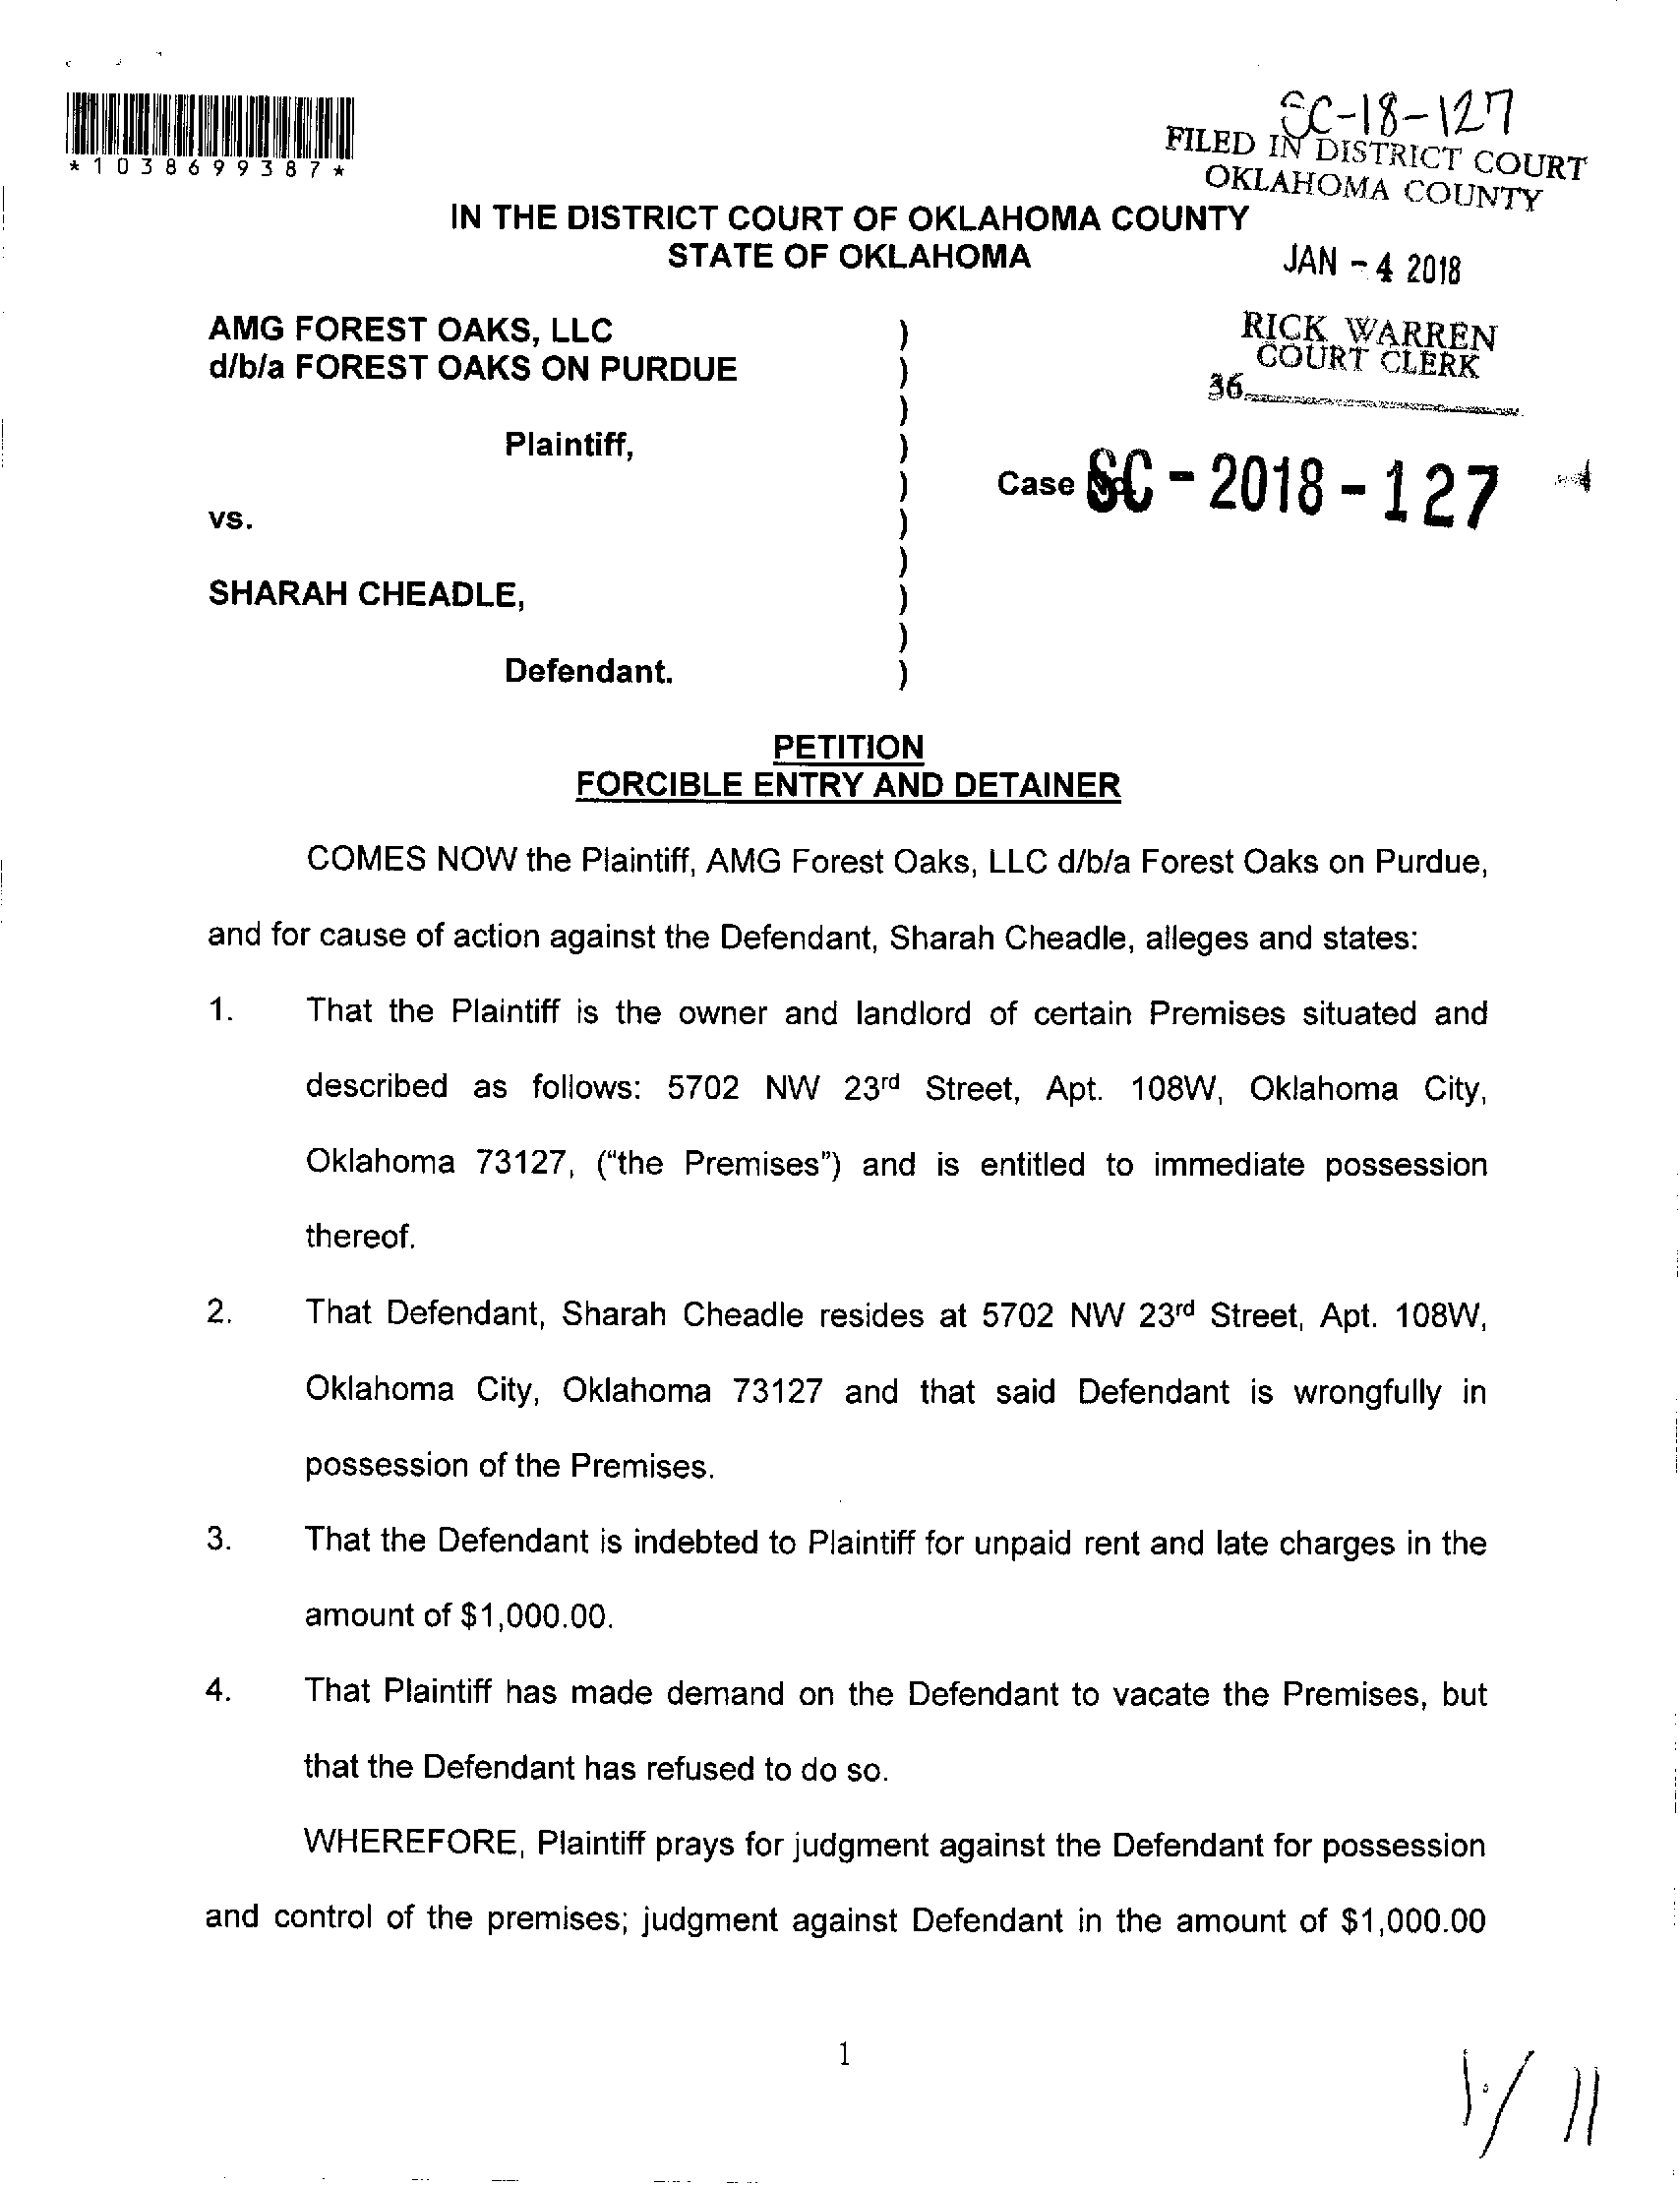 SC-18-127
*1038699387*
FILED IN DISTRICT COURT
OKLAHOMA COUNTY
IN THE DISTRICT COURT OF OKLAHOMA COUNTY
STATE OF OKLAHOMA
JAN - 4 2018
AMG FOREST OAKS, LLC )
d/b/a FOREST OAKS ON PURDUE )
)
RICK WARREN
COURT CLERK
36
Plaintiff, )
)
Case No. SC - 2018 - 127
vs. )
)
SHARAH CHEADLE, )
)
Defendant. )
PETITION
FORCIBLE ENTRY AND DETAINER
COMES NOW the Plaintiff, AMG Forest Oaks, LLC d/b/a Forest Oaks on Purdue,
and for cause of action against the Defendant, Sharah Cheadle, alleges and states:
1. That the Plaintiff is the owner and landlord of certain Premises situated and
described as follows: 5702 NW 23rd Street, Apt. 108W, Oklahoma City,
Oklahoma 73127, ("the Premises") and is entitled to immediate possession
thereof.
2. That Defendant, Sharah Cheadle resides at 5702 NW 23rd Street, Apt. 108W,
Oklahoma City, Oklahoma 73127 and that said Defendant is wrongfully in
possession of the Premises.
3. That the Defendant is indebted to Plaintiff for unpaid rent and late charges in the
amount of $1,000.00.
4. That Plaintiff has made demand on the Defendant to vacate the Premises, but
that the Defendant has refused to do so.
WHEREFORE, Plaintiff prays for judgment against the Defendant for possession
and control of the premises; judgment against Defendant in the amount of $1,000.00
1